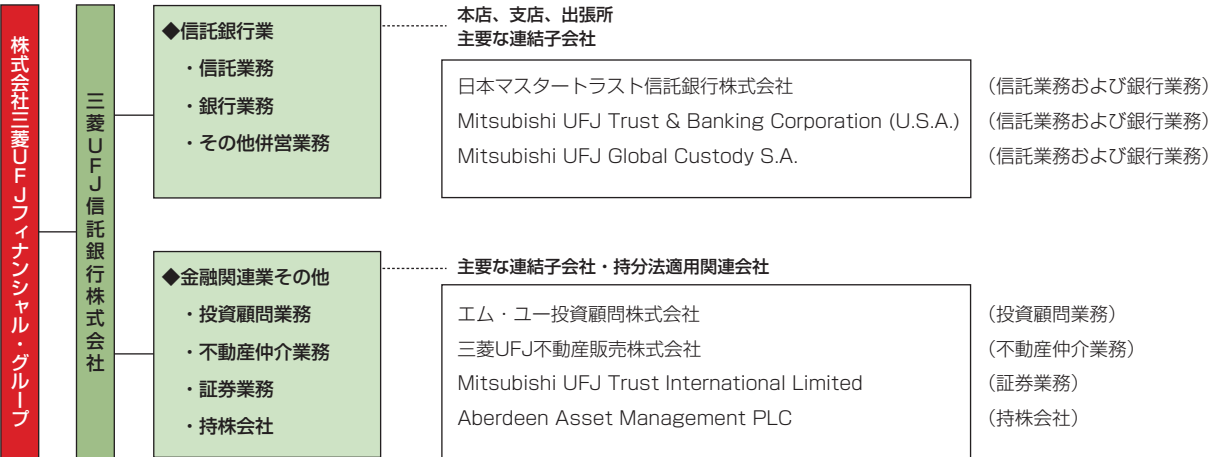 株式会社三菱UFJフィナンシャル・グループ
三菱UFJ信託銀行株式会社
◆信託銀行業
・信託業務
・銀行業務
・その他併営業務
本店、支店、出張所
主要な連結子会社
日本マスタートラスト信託銀行株式会社 (信託業務および銀行業務)
Mitsubishi UFJ Trust & Banking Corporation (U.S.A.) (信託業務および銀行業務)
Mitsubishi UFJ Global Custody S.A. (信託業務および銀行業務)
◆金融関連業その他
・投資顧問業務
・不動産仲介業務
・証券業務
・持株会社
主要な連結子会社・持分法適用関連会社
エム・ユー投資顧問株式会社 (投資顧問業務)
三菱UFJ不動産販売株式会社 (不動産仲介業務)
Mitsubishi UFJ Trust International Limited (証券業務)
Aberdeen Asset Management PLC (持株会社)